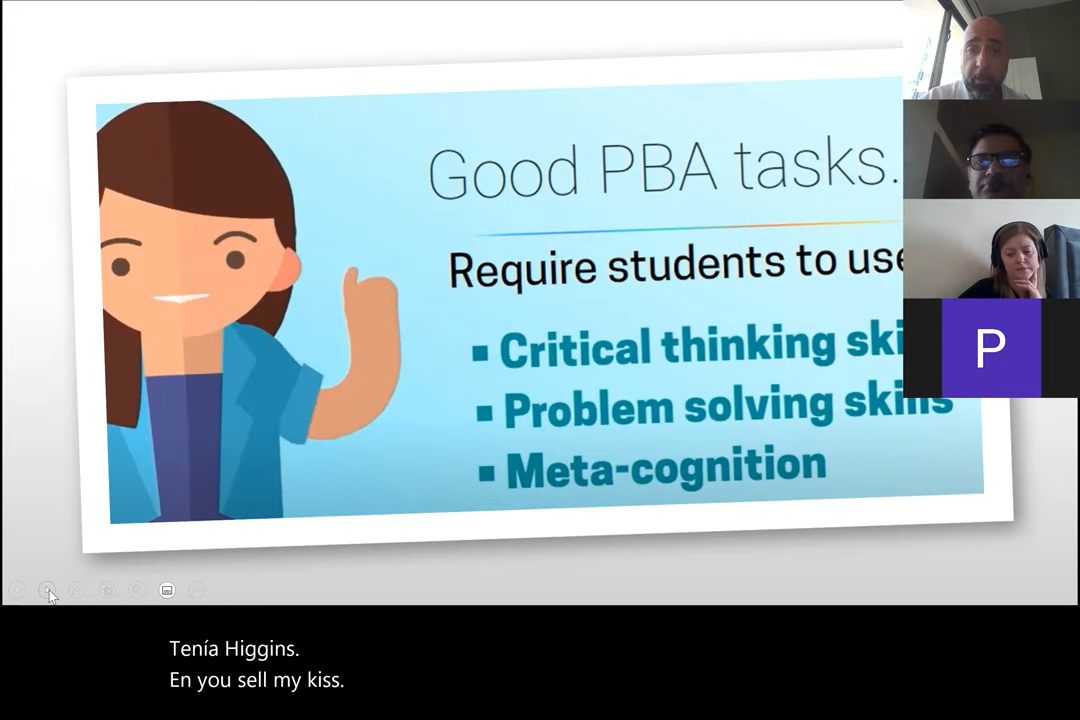 Good PBA tasks.
Require students to use
▪ Critical thinking ski
▪ Problem solving skills
▪ Meta-cognition
P
Tenía Higgins.
En you sell my kiss.